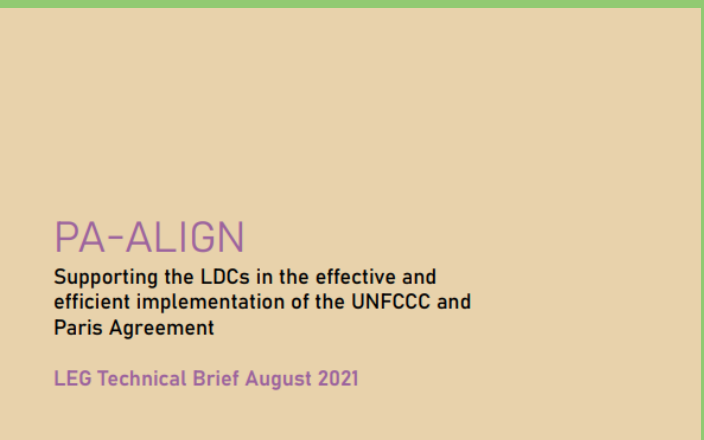 PA-ALIGN
Supporting the LDCs in the effective and
efficient implementation of the UNFCCC and
Paris Agreement
LEG Technical Brief August 2021